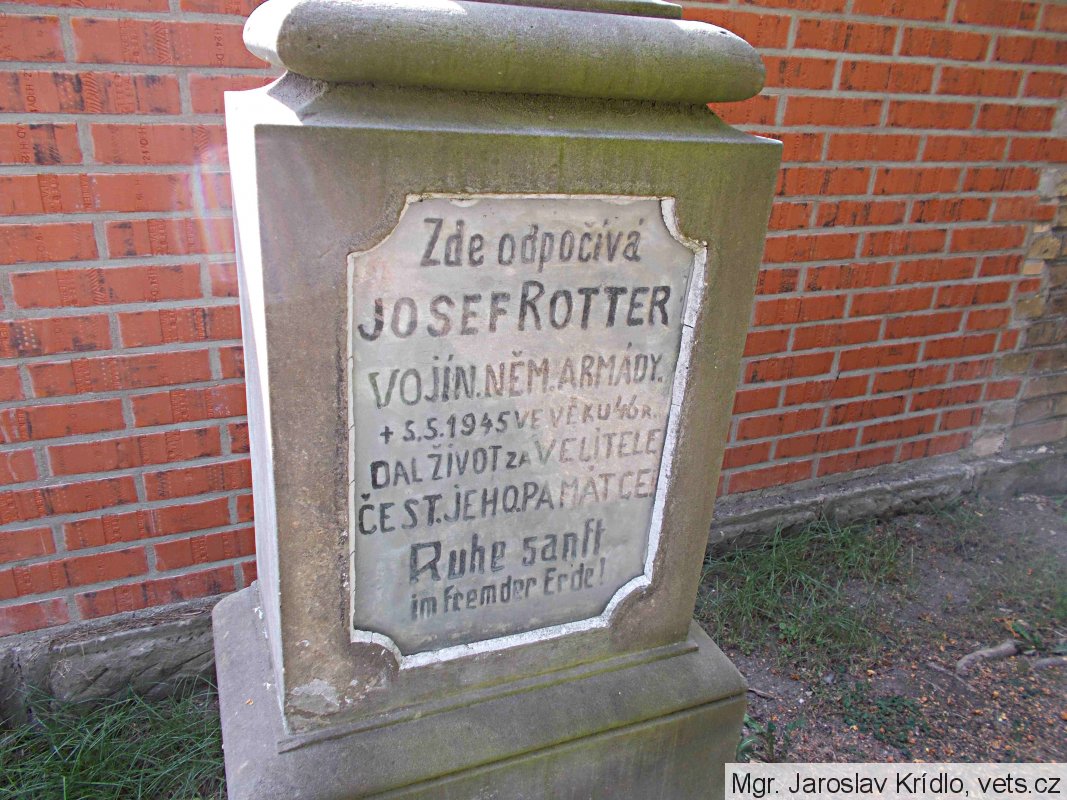 Zde odpočívá
JOSEF ROTTER
VOJÍN.NĚM.ARMÁDY.
+ 5.5.1945 VE VĚKU 46 R.
DAL ŽIVOT ZA VELITELE
ČEST.JEHO.PAMÁTCE!
Ruhe sanft
im fremder Erde!
Mgr. Jaroslav Krídlo, vets.cz